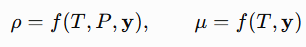 ρ = f(T, P, y),  μ = f(T, y)